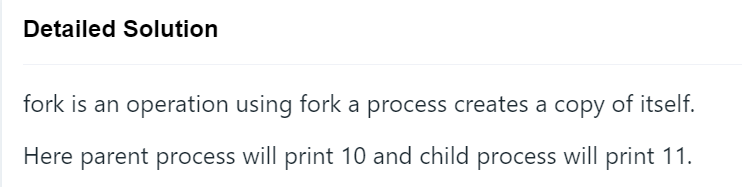 Detailed Solution
fork is an operation using fork a process creates a copy of itself.
Here parent process will print 10 and child process will print 11.